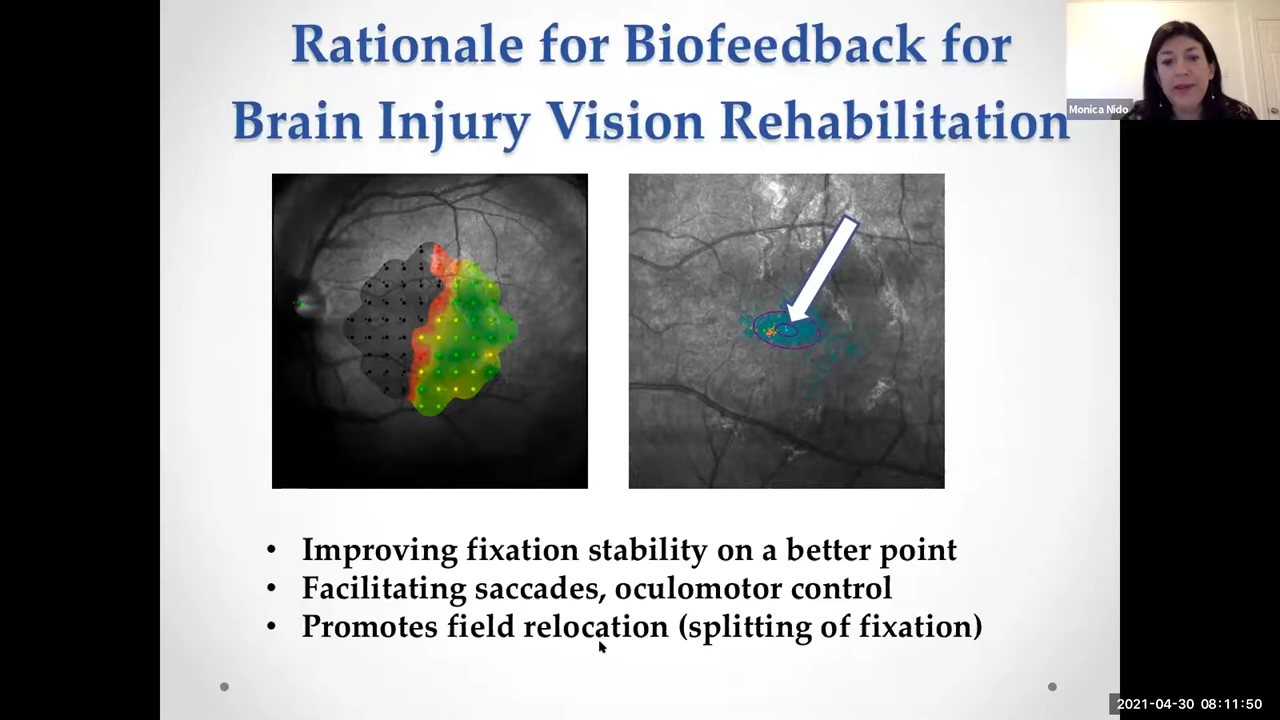 Rationale for Biofeedback for
Brain Injury Vision Rehabilitation
Monica Nido
• Improving fixation stability on a better point
• Facilitating saccades, oculomotor control
• Promotes field relocation (splitting of fixation)
2021-04-30 08:11:50